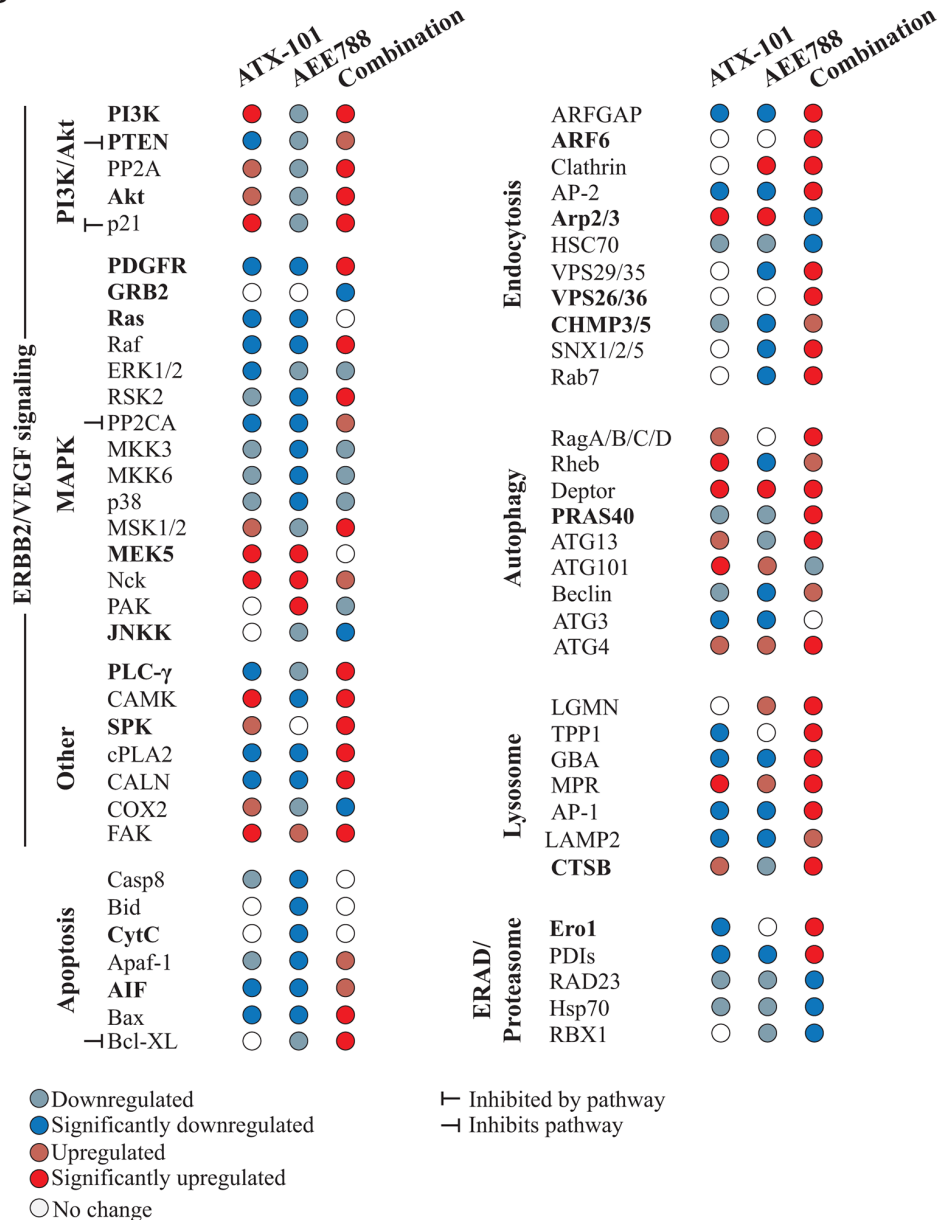 ATX-101
AEE788
Combination
ERBB2/VEGF signaling
PI3K/Akt
PI3K
PTEN
PP2A
Akt
p21
MAPK
PDGFR
GRB2
Ras
Raf
ERK1/2
RSK2
PP2CA
MKK3
MKK6
p38
MSK1/2
MEK5
Nck
PAK
JNKK
Other
PLC-γ
CAMK
SPK
cPLA2
CALN
COX2
FAK
Apoptosis
Casp8
Bid
CytC
Apaf-1
AIF
Bax
Bcl-XL
ATX-101
AEE788
Combination
Endocytosis
ARFGAP
ARF6
Clathrin
AP-2
Arp2/3
HSC70
VPS29/35
VPS26/36
CHMP3/5
SNX1/2/5
Rab7
Autophagy
RagA/B/C/D
Rheb
Deptor
PRAS40
ATG13
ATG101
Beclin
ATG3
ATG4
Lysosome
LGMN
TPP1
GBA
MPR
AP-1
LAMP2
CTSB
ERAD/
Proteasome
Ero1
PDIs
RAD23
Hsp70
RBX1
Downregulated
Significantly downregulated
Upregulated
Significantly upregulated
No change
Inhibited by pathway
Inhibits pathway